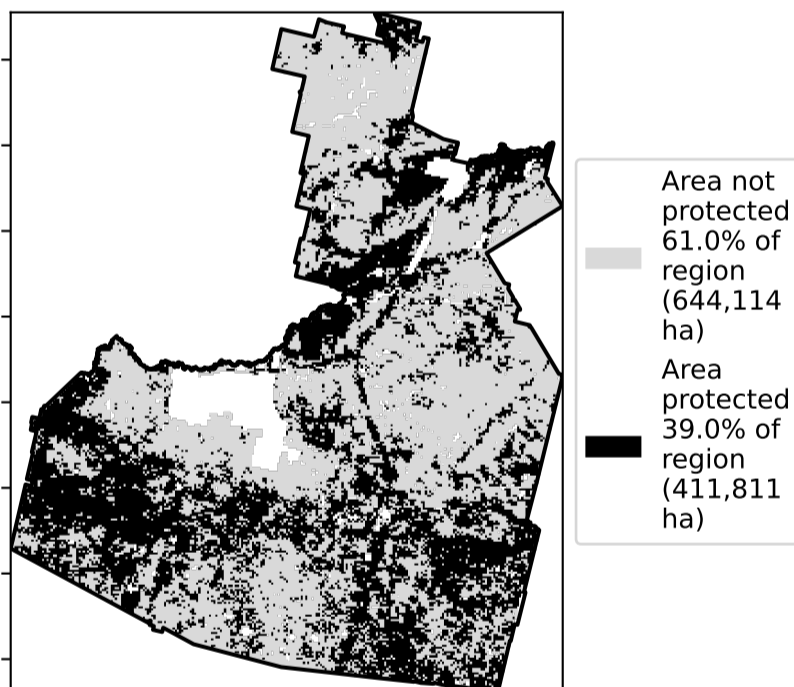 Area not
protected
61.0% of
region
(644,114
ha)
Area
protected
39.0% of
region
(411,811
ha)